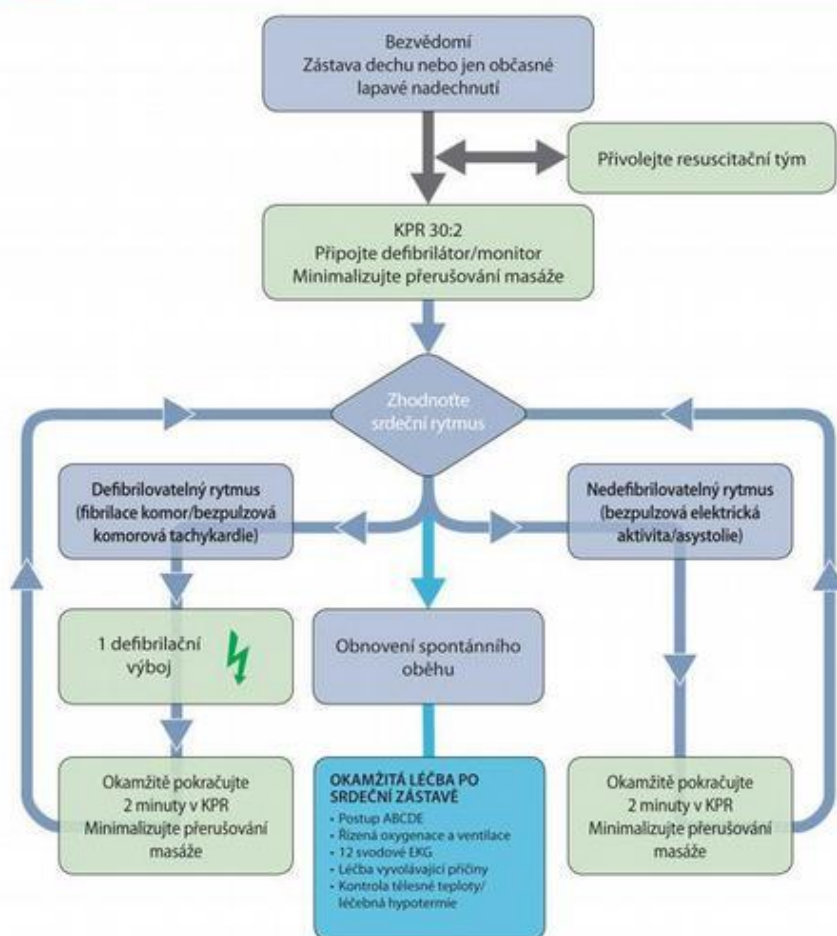 Bezvědomí
Zástava dechu nebo jen občasné
lapavé nadechnutí
Přivolejte resuscitační tým
KPR 30:2
Připojte defibrilátor/monitor
Minimalizujte přerušování masáže
Zhodnoťte
srdeční rytmus
Defibrilovatelný rytmus
(fibrilace komor/bezpulzová
komorová tachykardie)
Nedefibrilovatelný rytmus
(bezpulzová elektrická
aktivita/asystolie)
1 defibrilační
výboj
Obnovení spontánního
oběhu
Okamžitě pokračujte
2 minuty v KPR
Minimalizujte přerušování
masáže
OKAMŽITÁ LÉČBA PO
SRDEČNÍ ZÁSTAVĚ
• Postup ABCDE
• Řízená oxygenace a ventilace
• 12 svodové EKG
• Léčba vyvolávající příčiny
• Kontrola tělesné teploty/
léčebná hypotermie
Okamžitě pokračujte
2 minuty v KPR
Minimalizujte přerušování
masáže